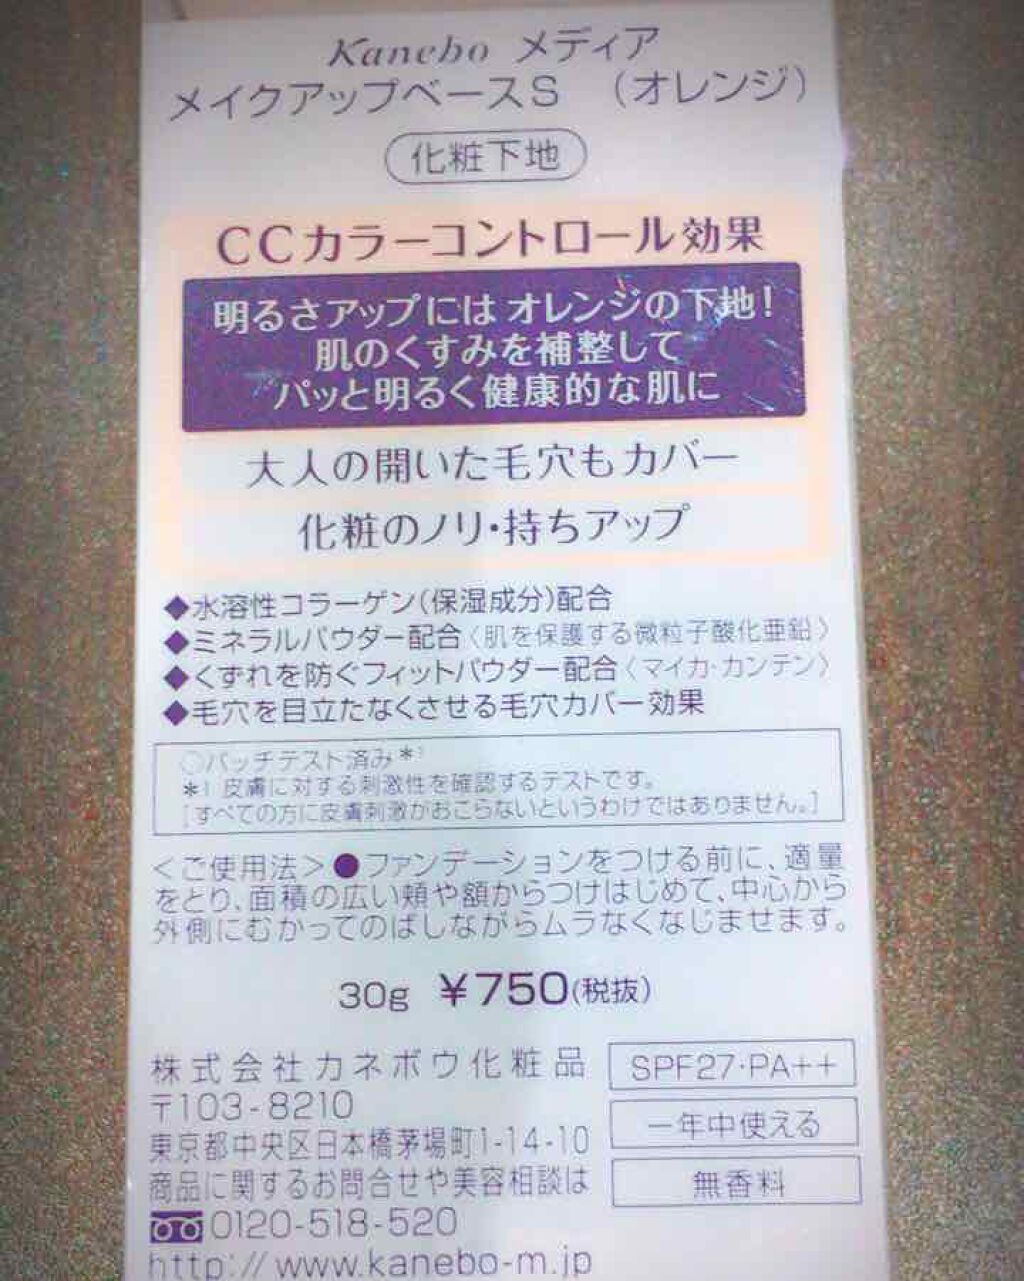 Kanebo メディア
メイクアップベースS （オレンジ）
化粧下地
CCカラーコントロール効果
明るさアップには オレンジの下地！
肌のくすみを補整して
パッと明るく健康的な肌に
大人の開いた毛穴もカバー
化粧のノリ・持ちアップ
◆水溶性コラーゲン(保湿成分)配合
◆ミネラルパウダー配合〈肌を保護する微粒子酸化亜鉛〉
◆くずれを防ぐフィットパウダー配合〈マイカ・カンテン〉
◆毛穴を目立たなくさせる毛穴カバー効果
○パッチテスト済み*1
*1 皮膚に対する刺激性を確認するテストです。
[すべての方に皮膚刺激がおこらないというわけではありません。]
＜ご使用法＞●ファンデーションをつける前に、適量
をとり、面積の広い頬や額からつけはじめて、中心から
外側にむかってのばしながらムラなくなじませます。
30g ￥750(税抜)
株式会社カネボウ化粧品
〒103-8210
東京都中央区日本橋茅場町1-14-10
商品に関するお問合せや美容相談は
0120-518-520
http://www.kanebo-m.jp
SPF27・PA++
一年中使える
無香料